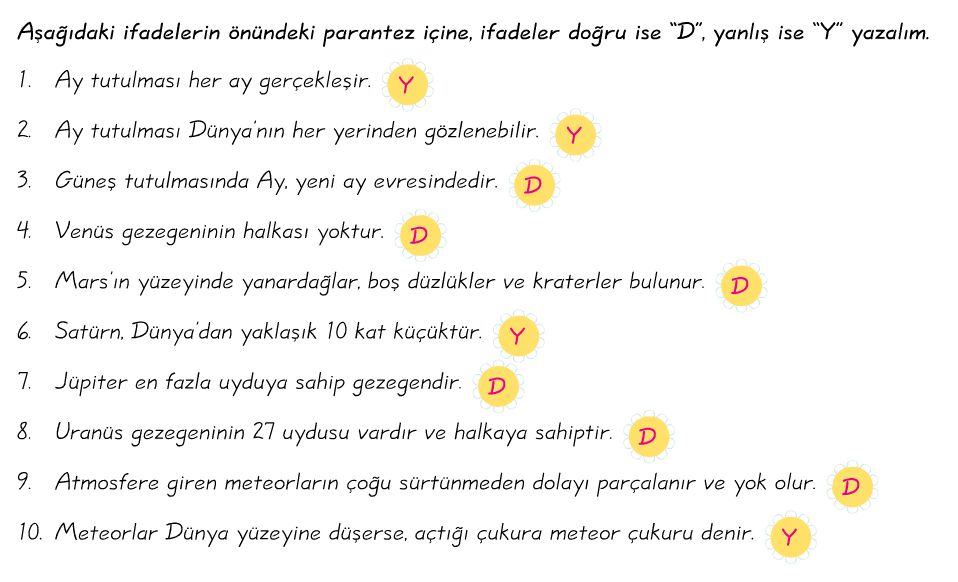 Aşağıdaki ifadelerin önündeki parantez içine, ifadeler doğru ise “D”, yanlış ise “Y” yazalım.
1. Ay tutulması her ay gerçekleşir. Y
2. Ay tutulması Dünya'nın her yerinden gözlenebilir. Y
3. Güneş tutulmasında Ay, yeni ay evresindedir. D
4. Venüs gezegeninin halkası yoktur. D
5. Mars'ın yüzeyinde yanardağlar, boş düzlükler ve kraterler bulunur. D
6. Satürn, Dünya'dan yaklaşık 10 kat küçüktür. Y
7. Jüpiter en fazla uyduya sahip gezegendir. D
8. Uranüs gezegeninin 27 uydusu vardır ve halkaya sahiptir. D
9. Atmosfere giren meteorların çoğu sürtünmeden dolayı parçalanır ve yok olur. D
10. Meteorlar Dünya yüzeyine düşerse, açtığı çukura meteor çukuru denir. Y